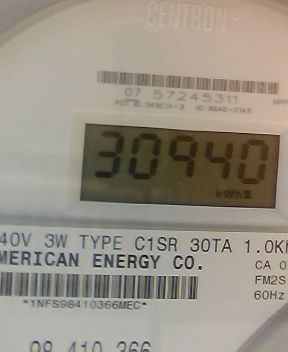 CENTRON®
07 57245311
30940
kWh
40V 3W TYPE C1SR 30TA 1.0K
MERICAN ENERGY CO.
CA 0
FM2S
60Hz
*1NFS98410366MEC*
98 410 366